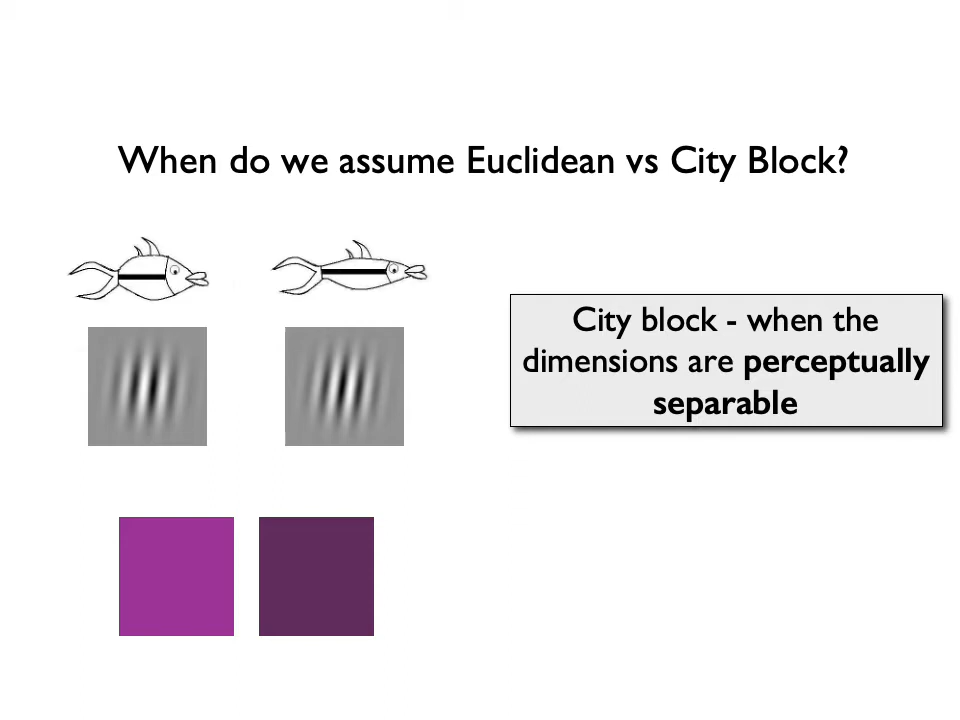 When do we assume Euclidean vs City Block?
City block - when the
dimensions are perceptually
separable